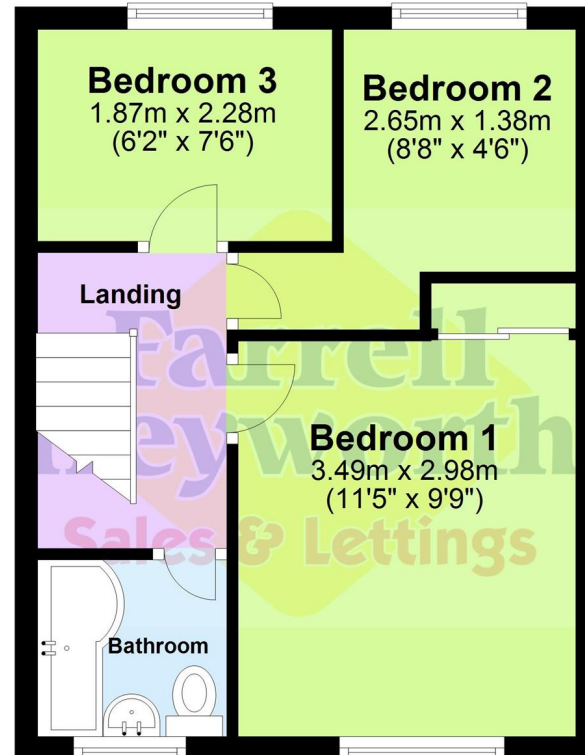 Bedroom 3
1.87m x 2.28m
(6'2" x 7'6")
Bedroom 2
2.65m x 1.38m
(8'8" x 4'6")
Landing
Farrell
Heyworth
Sales & Lettings
Bedroom 1
3.49m x 2.98m
(11'5" x 9'9")
Bathroom